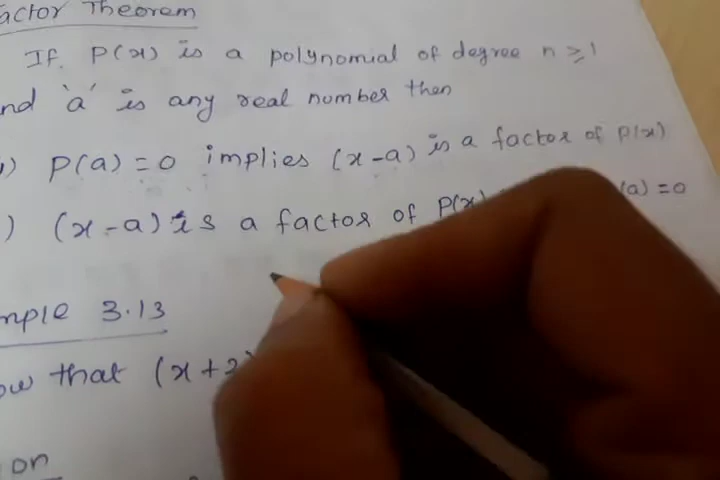 actor Theorem
If P(x) is a polynomial of degree n ≥ 1
nd 'a' is any real number then
) P(a) = 0 implies (x-a) is a factor of P(x)
) (x-a) is a factor of P(x) (a) = 0
mple 3.13
ow that (x+2)
on